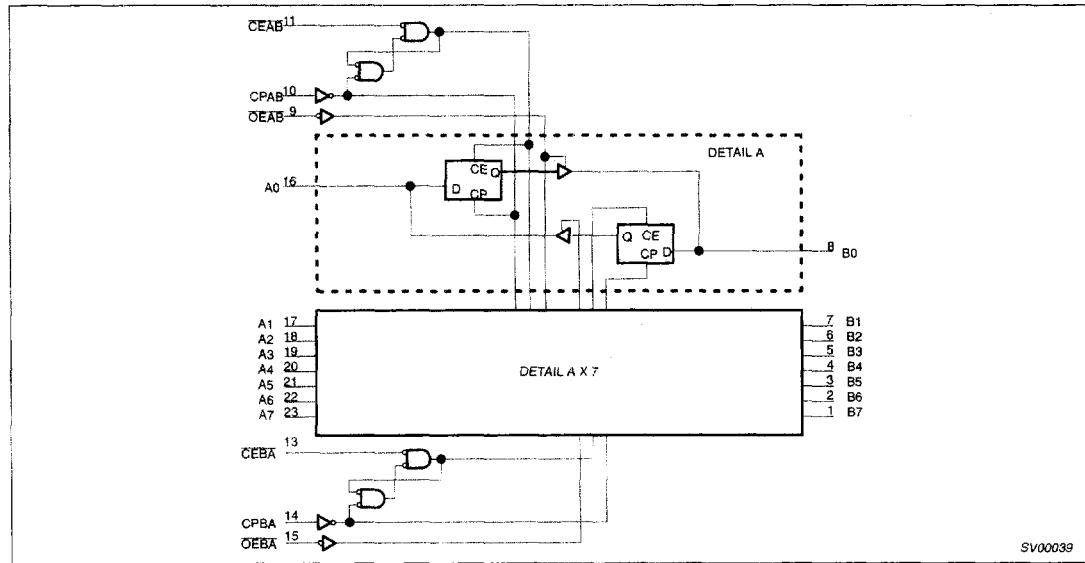 CEAB 11
CPAB 10
OEAB 9
DETAIL A
A0 16
D CE Q CP
Q CE CP D
8 B0
A1 17
7 B1
A2 18
6 B2
A3 19
5 B3
A4 20
DETAIL A X 7
4 B4
A5 21
3 B5
A6 22
2 B6
A7 23
1 B7
CEBA 13
CPBA 14
OEBA 15
SV00039